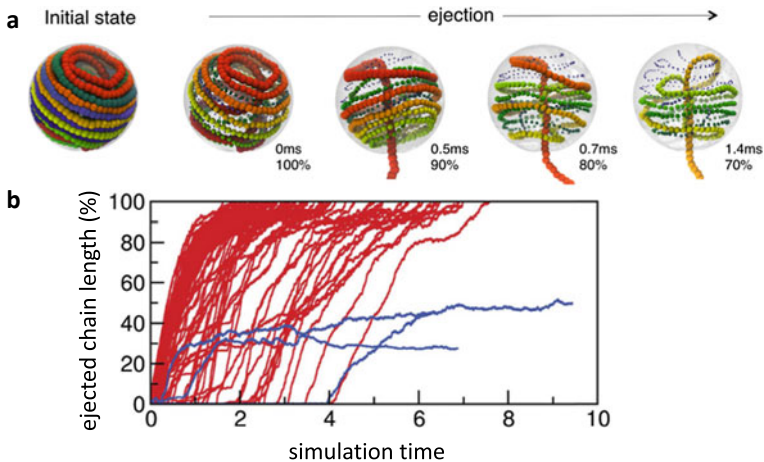 Initial state
ejection
a
0ms
100%
0.5ms
90%
0.7ms
80%
1.4ms
70%
b
ejected chain length (%)
100
80
60
40
20
0
0 2 4 6 8 10
simulation time